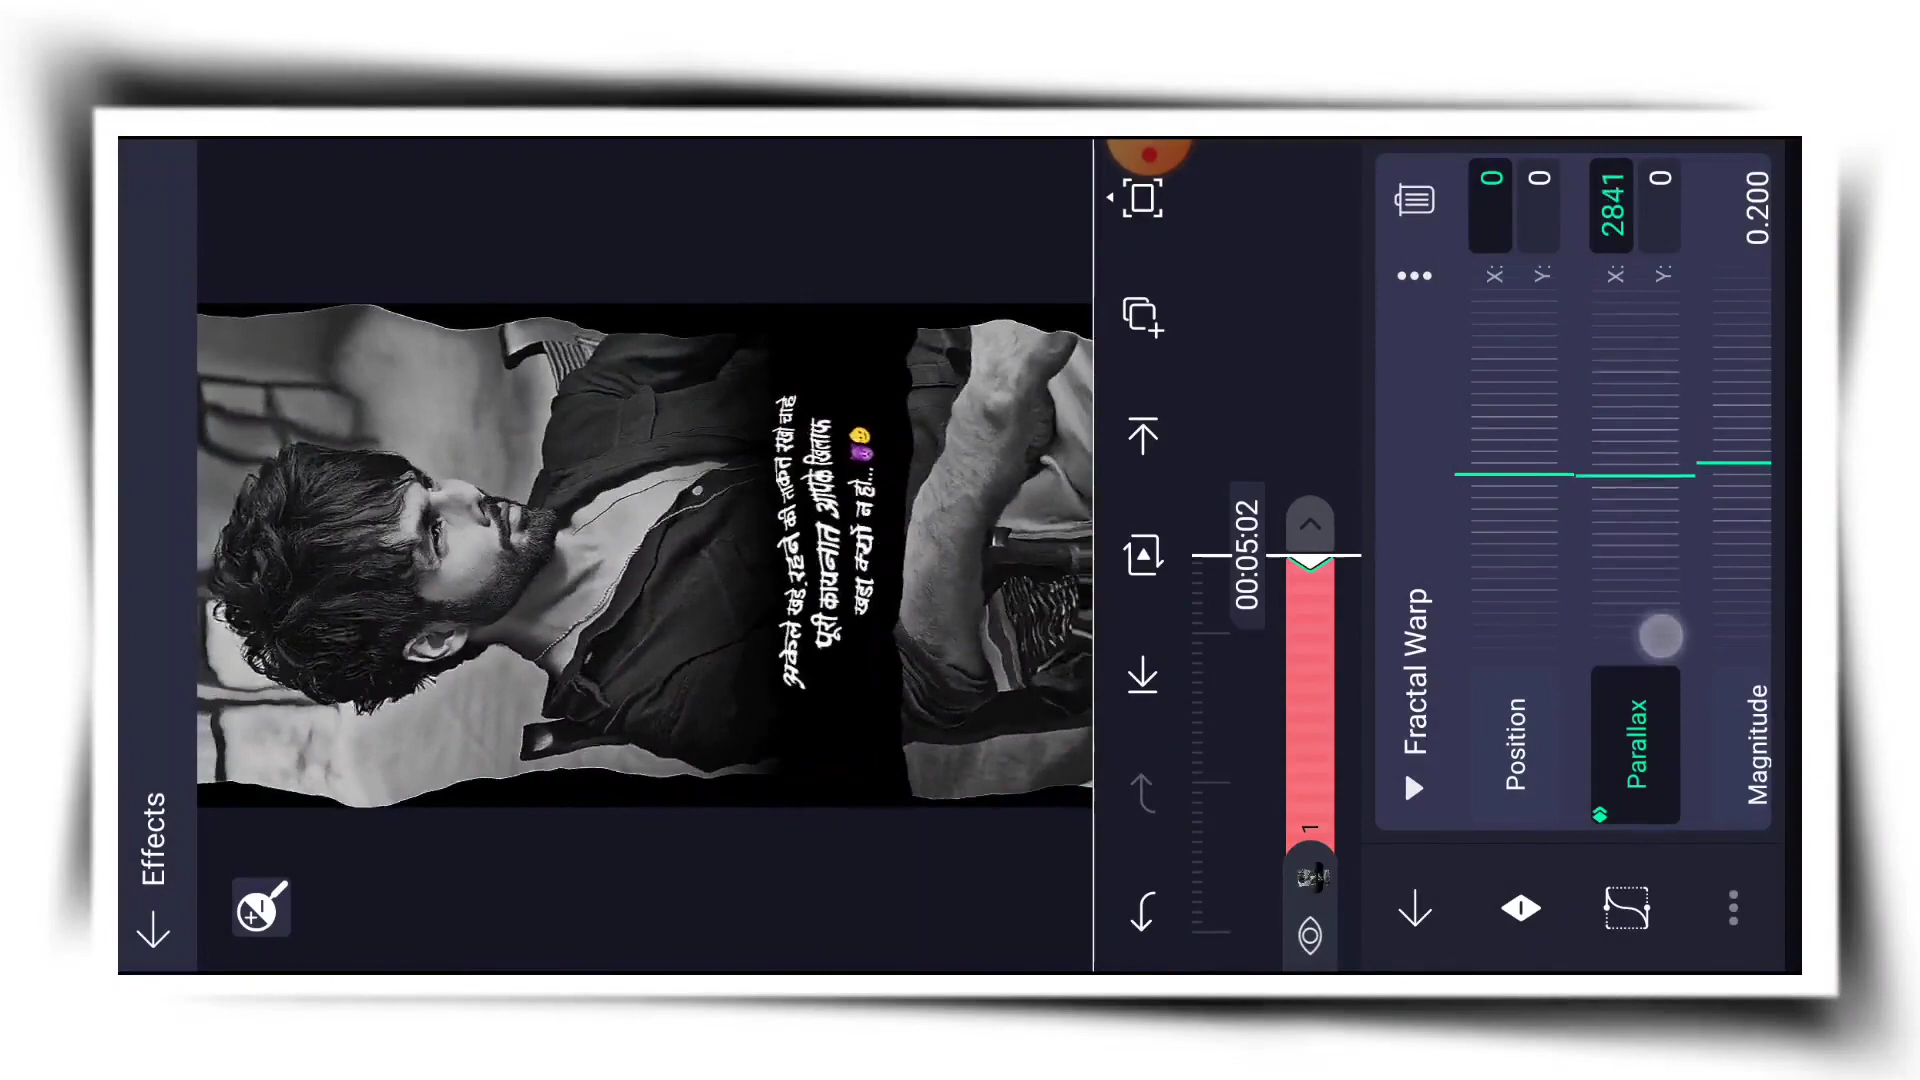 Effects
अकेले खड़े रहने की ताकत रखो चाहे
पूरी कायनात आपके खिलाफ
खड़ा क्यों न हो...
00:05:02
1
Fractal Warp
Position
X: 0
Y: 0
Parallax
X: 2841
Y: 0
Magnitude
0.200